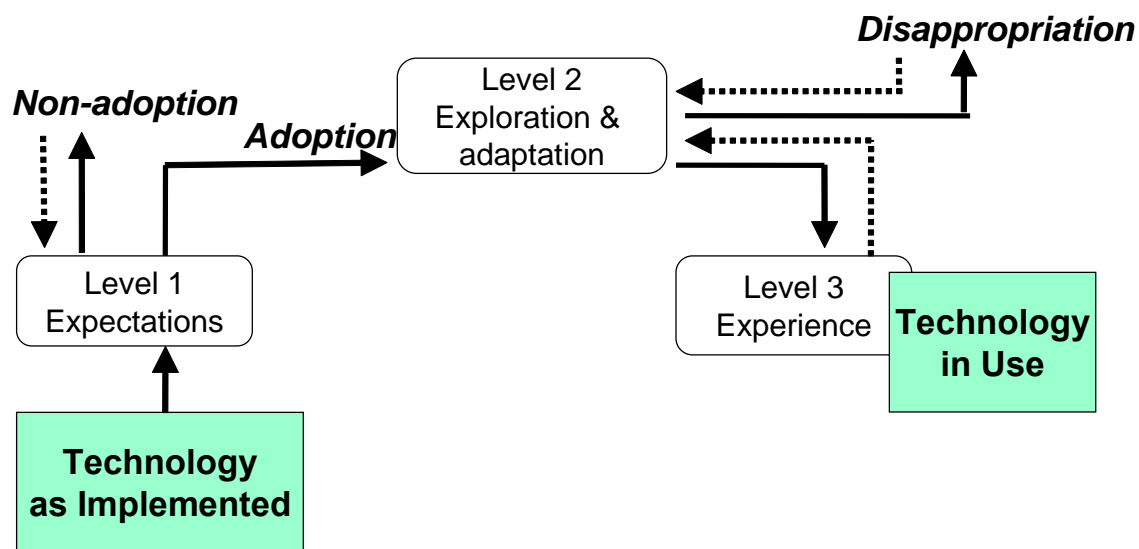 Disappropriation
Level 2
Exploration &
adaptation
Non-adoption
Adoption
Level 1
Expectations
Level 3
Experience
Technology
in Use
Technology
as Implemented